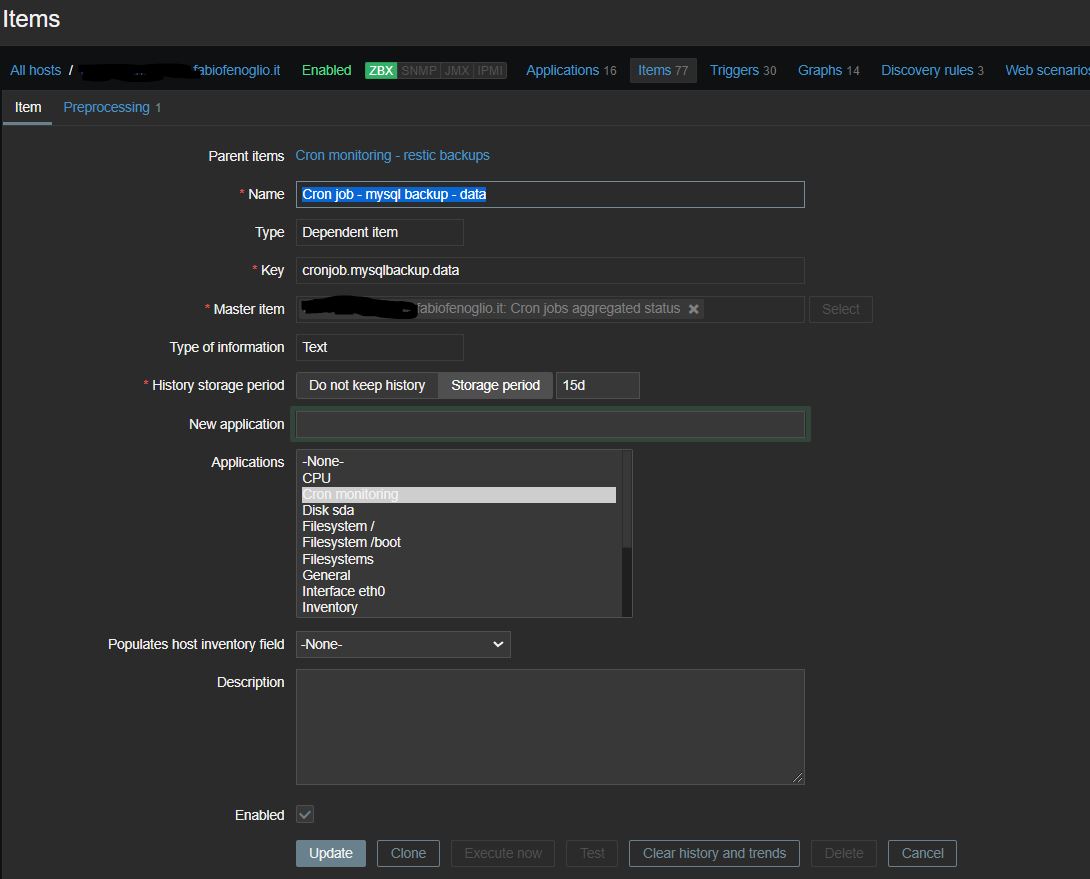 Items
All hosts / fabiofenoglio.it Enabled ZBX SNMP JMX IPMI Applications 16 Items 77 Triggers 30 Graphs 14 Discovery rules 3 Web scenarios
Item Preprocessing 1
Parent items Cron monitoring - restic backups
* Name Cron job - mysql backup - data
Type Dependent item
* Key cronjob.mysqlbackup.data
* Master item fabiofenoglio.it: Cron jobs aggregated status Select
Type of information Text
* History storage period Do not keep history Storage period 15d
New application
Applications -None-
CPU
Cron monitoring
Disk sda
Filesystem /
Filesystem /boot
Filesystems
General
Interface eth0
Inventory
Populates host inventory field -None-
Description
Enabled
Update Clone Execute now Test Clear history and trends Delete Cancel